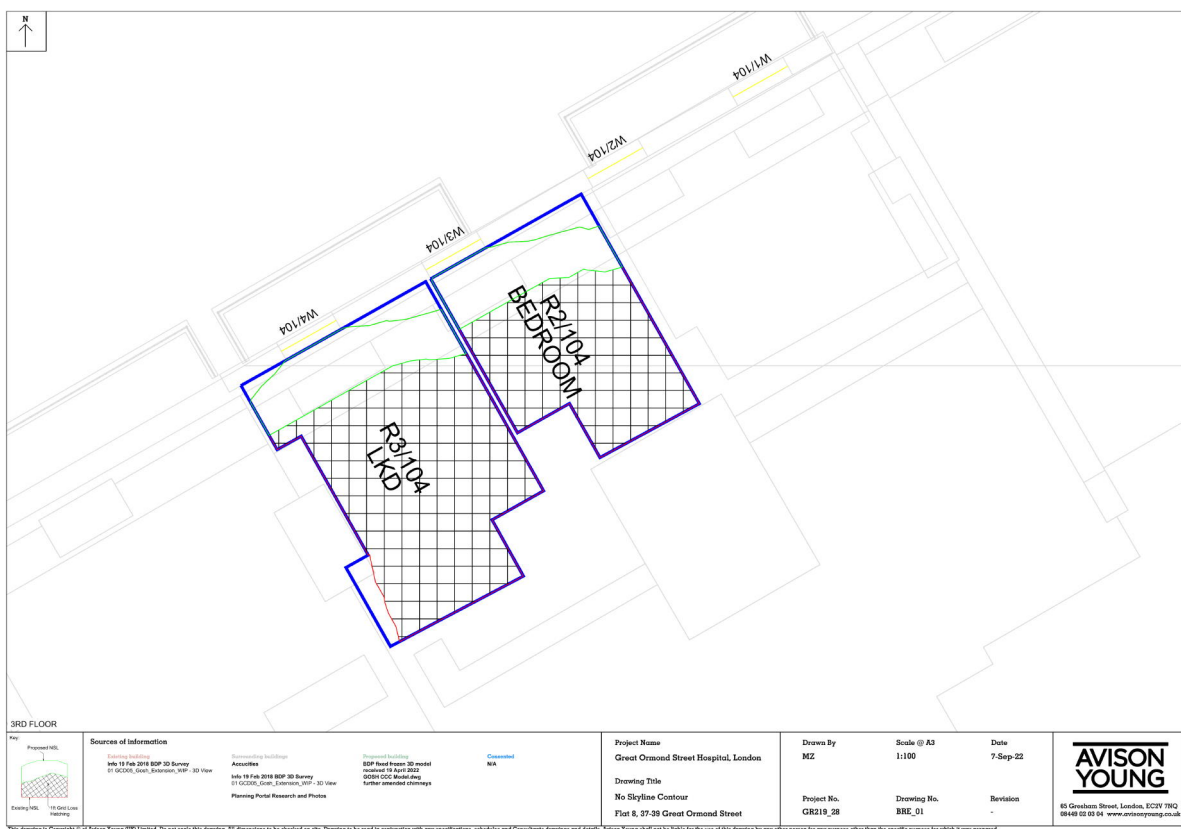 N
W1/104
W2/104
W3/104
W4/104
R2/104
BEDROOM
R3/104
LKD
3RD FLOOR
Key:
Proposed NSL
Existing NSL
1ft Grid Loss
Hatching
Sources of information
Existing building
Info 19 Feb 2018 BDP 3D Survey
01 GCD05_Gosh_Extension_WIP - 3D View
Surrounding buildings
Accucities
Info 19 Feb 2018 BDP 3D Survey
01 GCD05_Gosh_Extension_WIP - 3D View
Planning Portal Research and Photos
Proposed building
BDP fixed frozen 3D model
received 19 April 2022
GOSH CCC Model.dwg
further amended chimneys
Consented
N/A
Project Name
Great Ormond Street Hospital, London
Drawing Title
No Skyline Contour
Flat 8, 37-39 Great Ormond Street
Drawn By
MZ
Scale @ A3
1:100
Date
7-Sep-22
Project No.
GR219_28
Drawing No.
BRE_01
Revision
-
AVISON
YOUNG
65 Gresham Street, London, EC2V 7NQ
08449 02 03 04 www.avisonyoung.co.uk